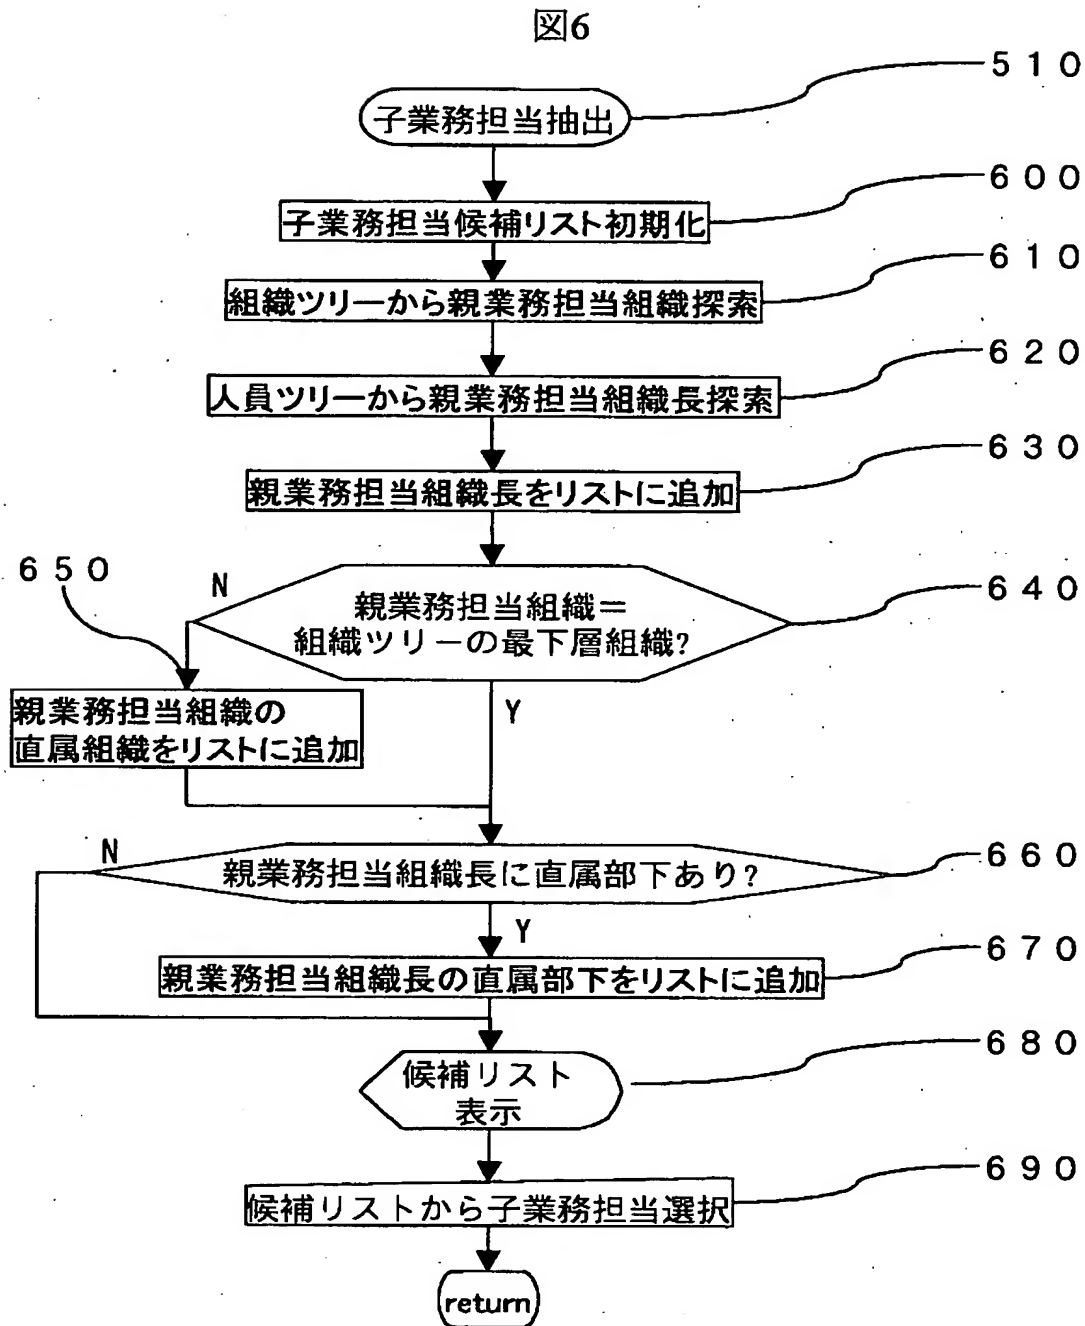 図6
510
子業務担当抽出
600
子業務担当候補リスト初期化
610
組織ツリーから親業務担当組織探索
620
人員ツリーから親業務担当組織長探索
630
親業務担当組織長をリストに追加
640
親業務担当組織=
組織ツリーの最下層組織?
N
650
Y
親業務担当組織の
直属組織をリストに追加
660
親業務担当組織長に直属部下あり?
N
Y
670
親業務担当組織長の直属部下をリストに追加
680
候補リスト
表示
690
候補リストから子業務担当選択
return